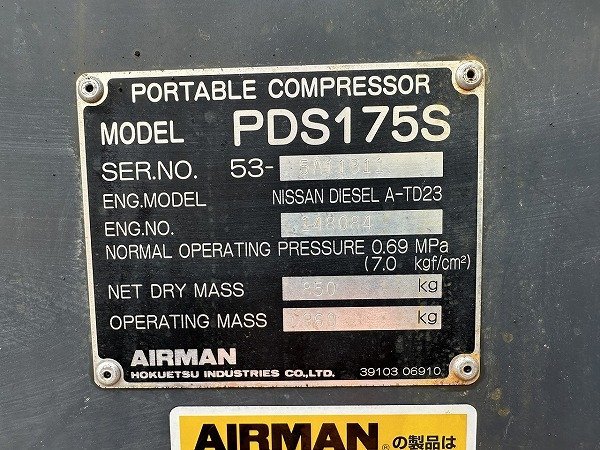 PORTABLE COMPRESSOR
MODEL PDS175S
SER.NO. 53-
ENG.MODEL NISSAN DIESEL A-TD23
ENG.NO.
NORMAL OPERATING PRESSURE 0.69 MPa
(7.0 kgf/cm²)
NET DRY MASS 850 kg
OPERATING MASS kg
AIRMAN
HOKUETSU INDUSTRIES CO.,LTD. 39103 06910
AIRMAN® の製品は